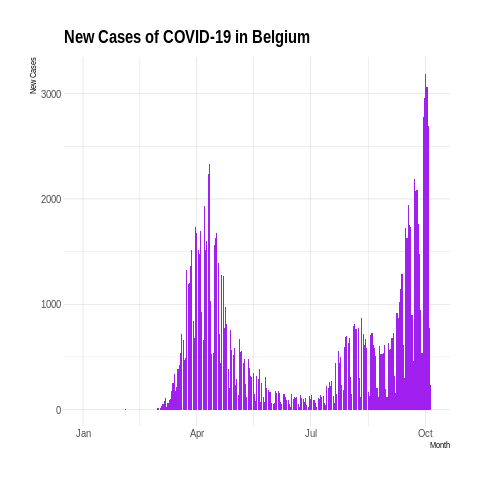 New Cases of COVID-19 in Belgium
New Cases
3000
2000
1000
0
Jan Apr Jul Oct
Month